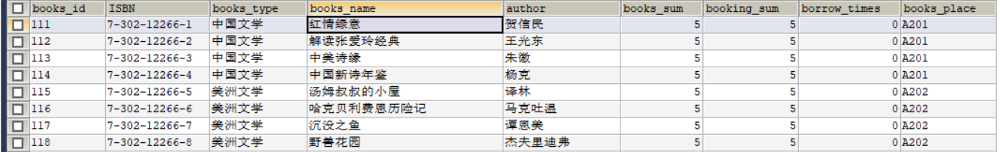 books_id ISBN books_type books_name author books_sum booking_sum borrow_times books_place
111 7-302-12266-1 中国文学 红情绿意 贺信民 5 5 0 A201
112 7-302-12266-2 中国文学 解读张爱玲经典 王光东 5 5 0 A201
113 7-302-12266-3 中国文学 中美诗缘 朱徽 5 5 0 A201
114 7-302-12266-4 中国文学 中国新诗年鉴 杨克 5 5 0 A201
115 7-302-12266-5 美洲文学 汤姆叔叔的小屋 译林 5 5 0 A202
116 7-302-12266-6 美洲文学 哈克贝利费恩历险记 马克吐温 5 5 0 A202
117 7-302-12266-7 美洲文学 沉没之鱼 谭恩美 5 5 0 A202
118 7-302-12266-8 美洲文学 野兽花园 杰夫里迪弗 5 5 0 A202